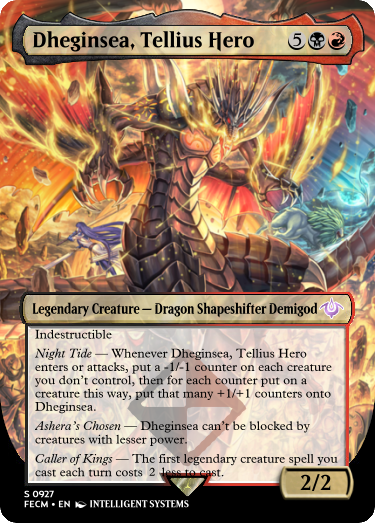 Dheginsea, Tellius Hero 5
Legendary Creature — Dragon Shapeshifter Demigod
Indestructible
Night Tide — Whenever Dheginsea, Tellius Hero
enters or attacks, put a -1/-1 counter on each creature
you don't control, then for each counter put on a
creature this way, put that many +1/+1 counters onto
Dheginsea.
Ashera's Chosen — Dheginsea can't be blocked by
creatures with lesser power.
Caller of Kings — The first legendary creature spell you
cast each turn costs 2 less to cast.
2/2
S 0927
FECM • EN INTELLIGENT SYSTEMS